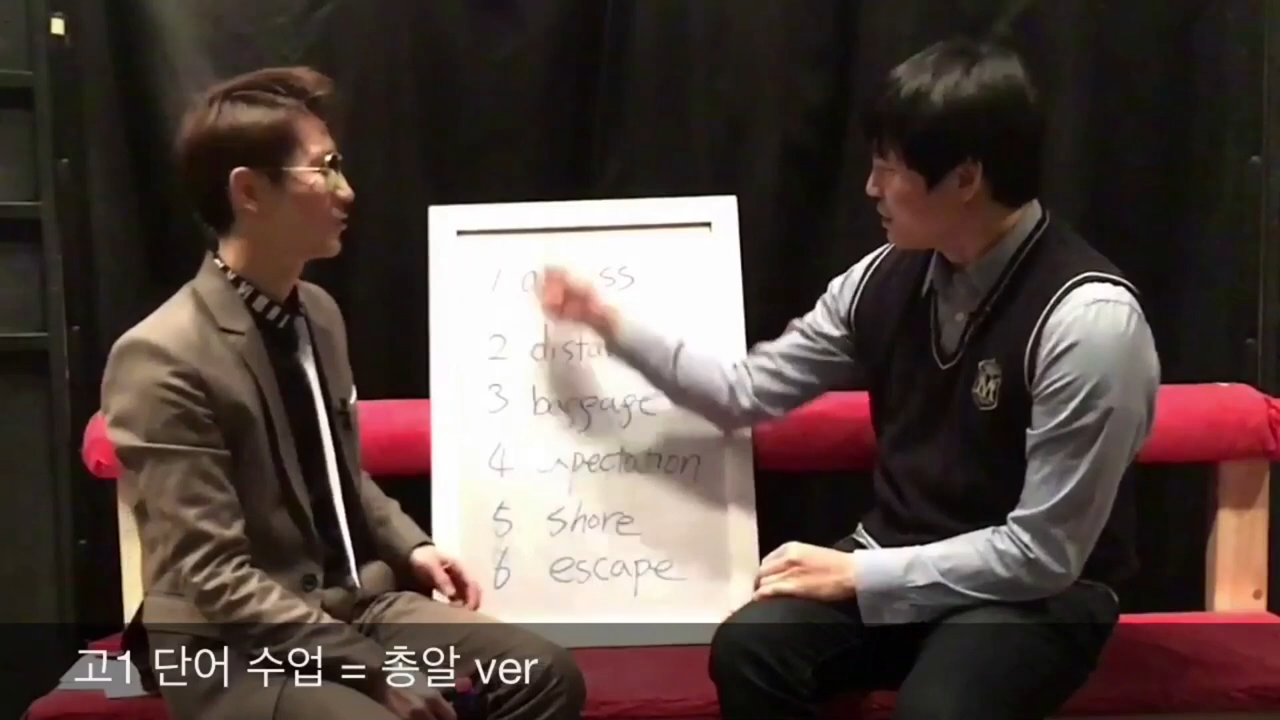 1
2
3 baggage
4 expectation
5 shore
6 escape
고1 단어 수업 = 총알 ver
M